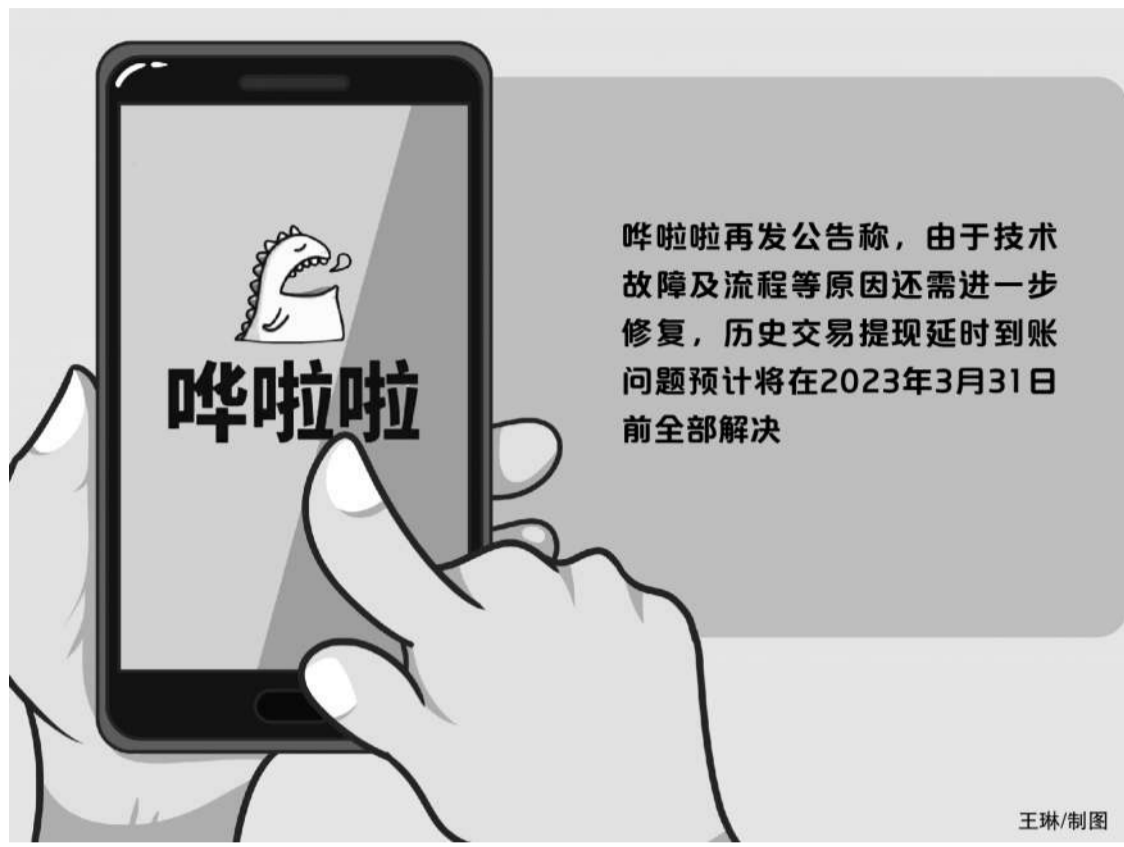 哗啦啦
哗啦啦再发公告称，由于技术
故障及流程等原因还需进一步
修复，历史交易提现延时到账
问题预计将在2023年3月31日
前全部解决
王琳/制图